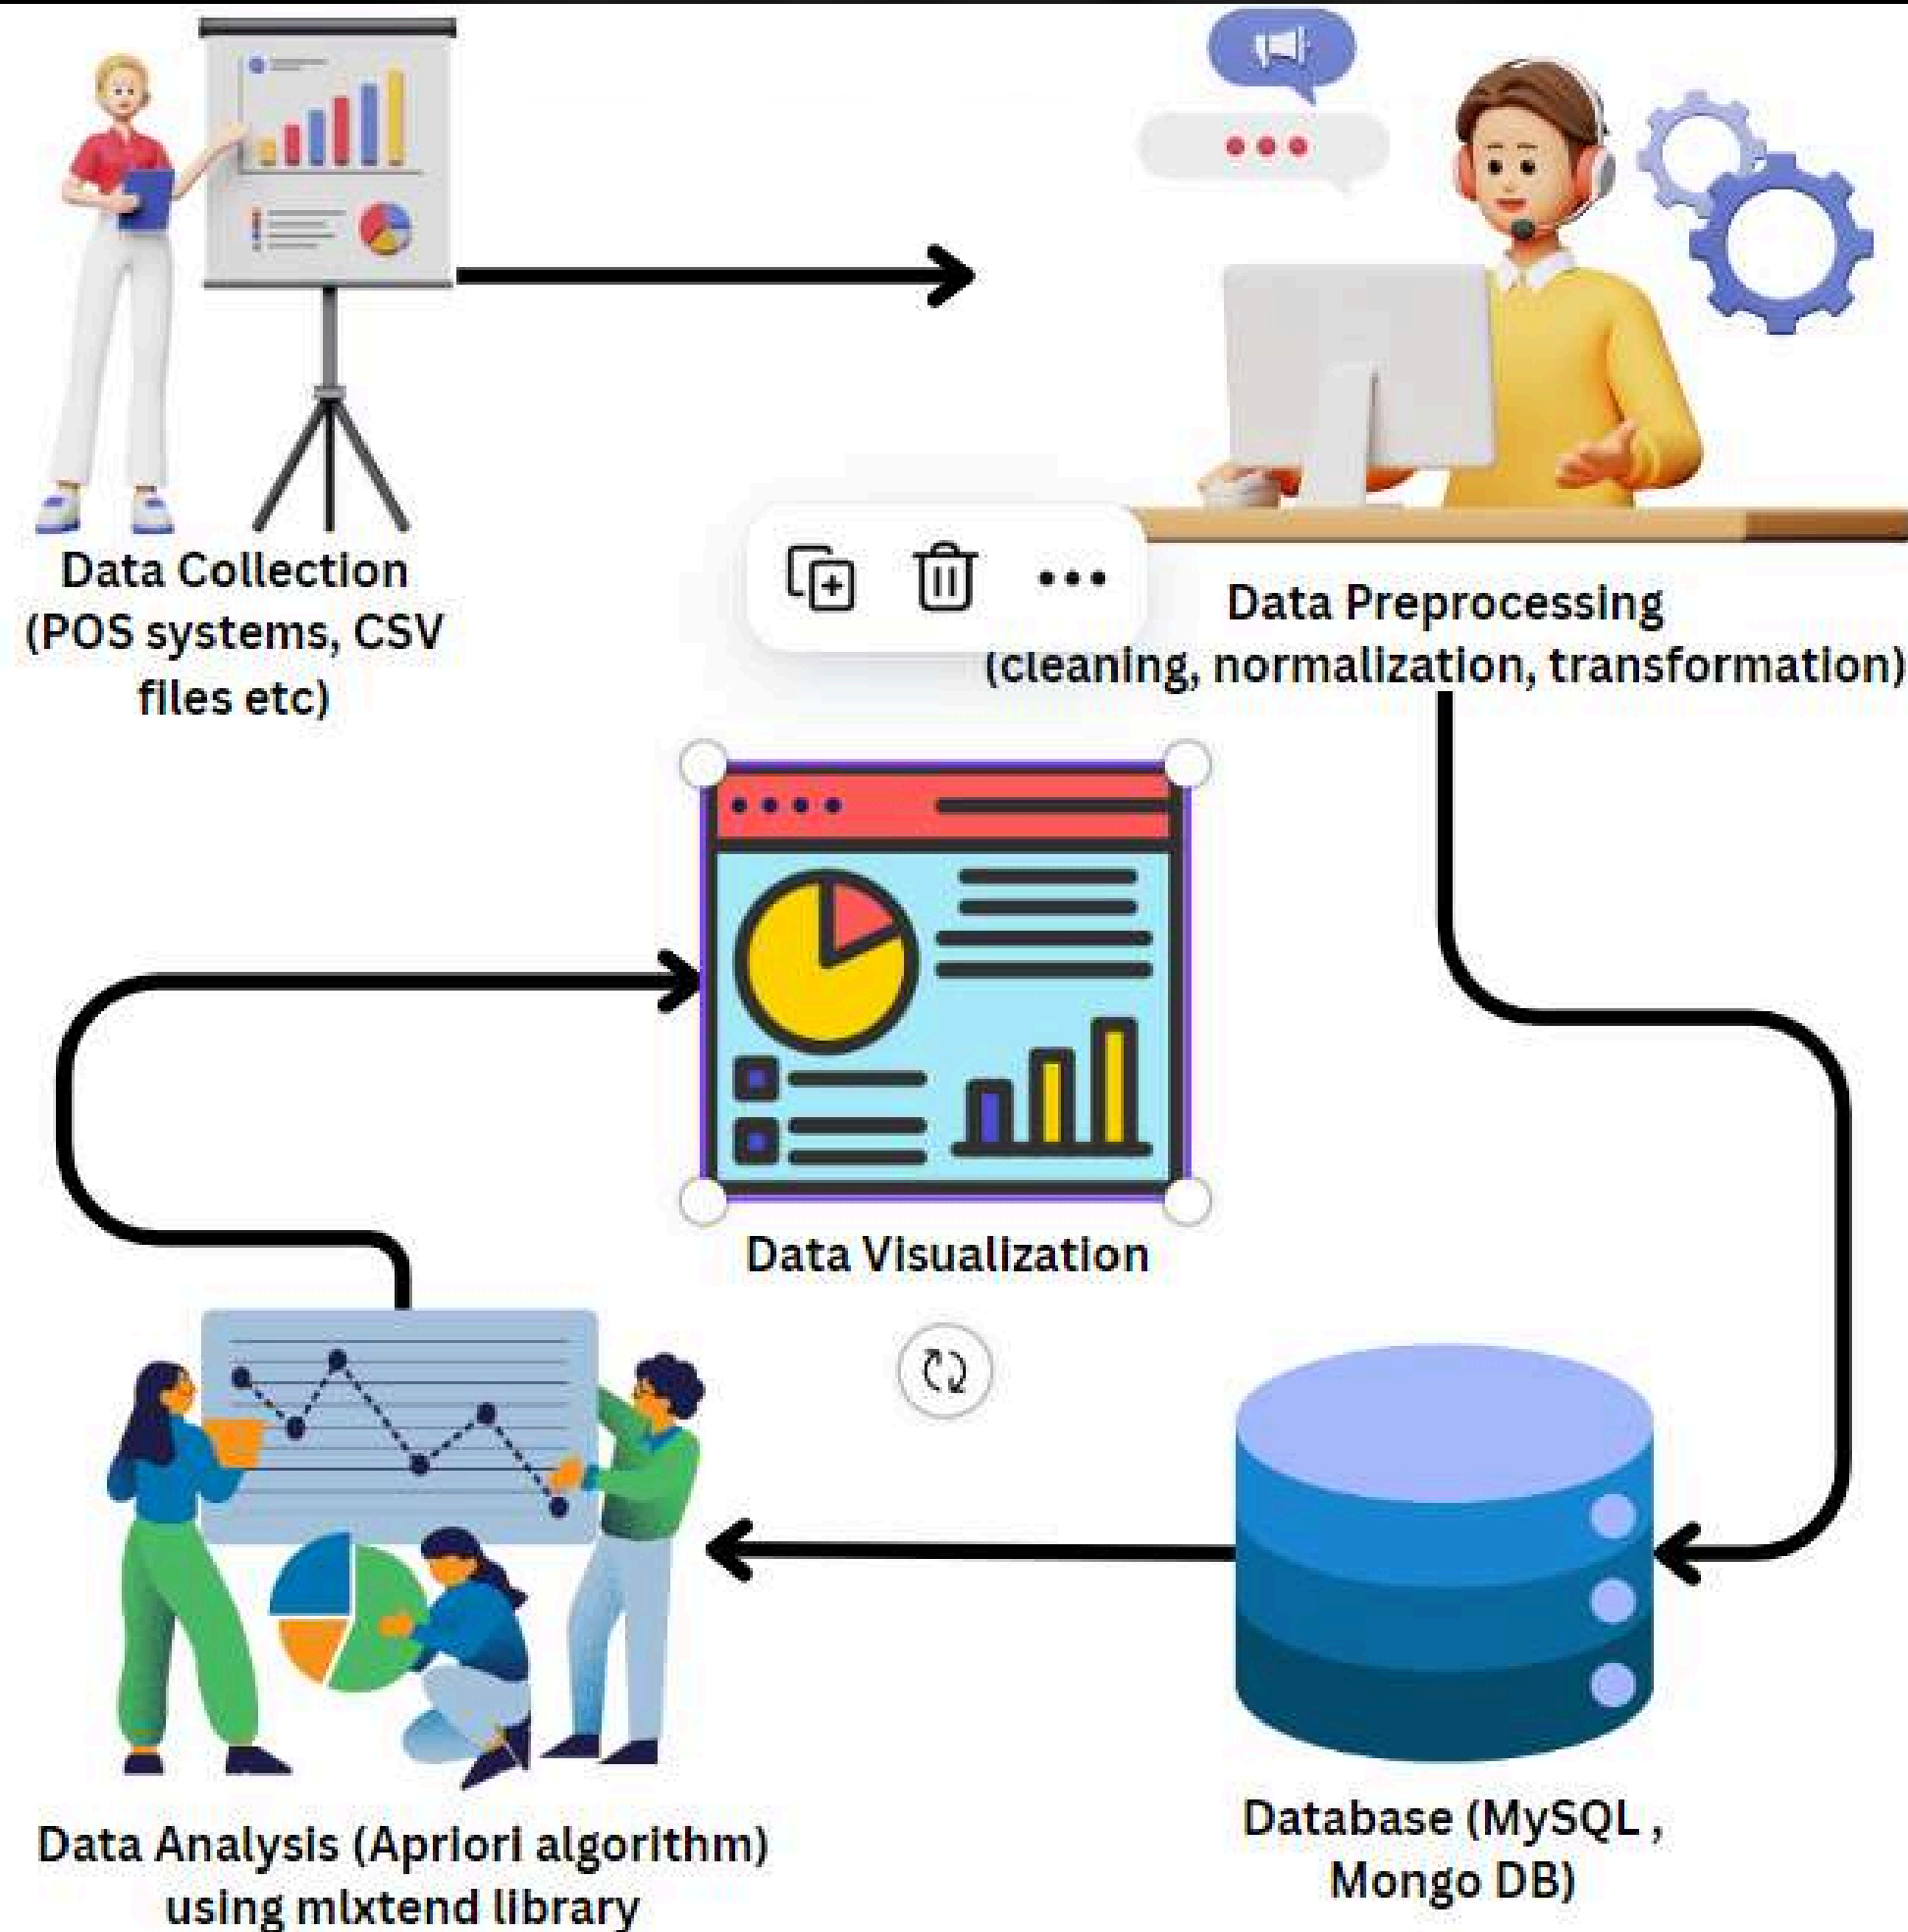 Data Collection
(POS systems, CSV
files etc)
Data Preprocessing
(cleaning, normalization, transformation)
Data Visualization
Data Analysis (Apriori algorithm)
using mlxtend library
Database (MySQL ,
Mongo DB)